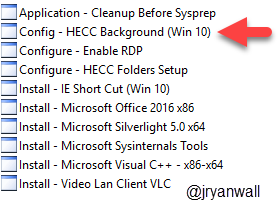 Application - Cleanup Before Sysprep
Config - HECC Background (Win 10)
Configure - Enable RDP
Configure - HECC Folders Setup
Install - IE Short Cut (Win 10)
Install - Microsoft Office 2016 x86
Install - Microsoft Silverlight 5.0 x64
Install - Microsoft Sysinternals Tools
Install - Microsoft Visual C++ - x86-x64
Install - Video Lan Client VLC
@jryanwall